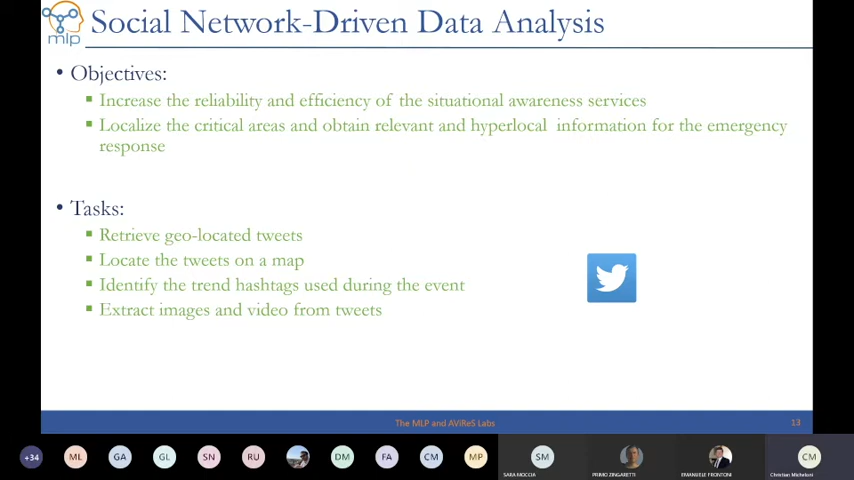 mlp
Social Network-Driven Data Analysis
• Objectives:
▪ Increase the reliability and efficiency of the situational awareness services
▪ Localize the critical areas and obtain relevant and hyperlocal information for the emergency
response
• Tasks:
▪ Retrieve geo-located tweets
▪ Locate the tweets on a map
▪ Identify the trend hashtags used during the event
▪ Extract images and video from tweets
The MLP and AViReS Labs
13
+34 ML GA GL SN RU DM FA CM MP SM CM
SARA MOCCIA PRIMO ZINGARETTI EMANUELE FRONTONI Christian Micheloni